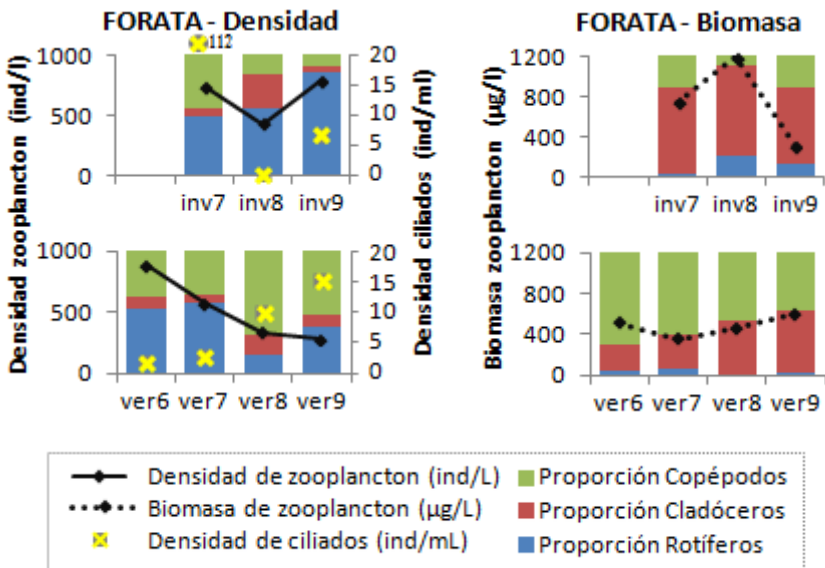 FORATA - Densidad
FORATA - Biomasa
Densidad zooplancton (ind/l)
1000
500
0
112
20
15
10
5
0
Densidad ciliados (ind/ml)
inv7 inv8 inv9
1000
500
0
20
15
10
5
0
ver6 ver7 ver8 ver9
Biomasa zooplancton (µg/l)
1200
800
400
0
inv7 inv8 inv9
1200
800
400
0
ver6 ver7 ver8 ver9
Densidad de zooplancton (ind/L)
Proporción Copépodos
Biomasa de zooplancton (µg/L)
Proporción Cladóceros
Densidad de ciliados (ind/mL)
Proporción Rotíferos